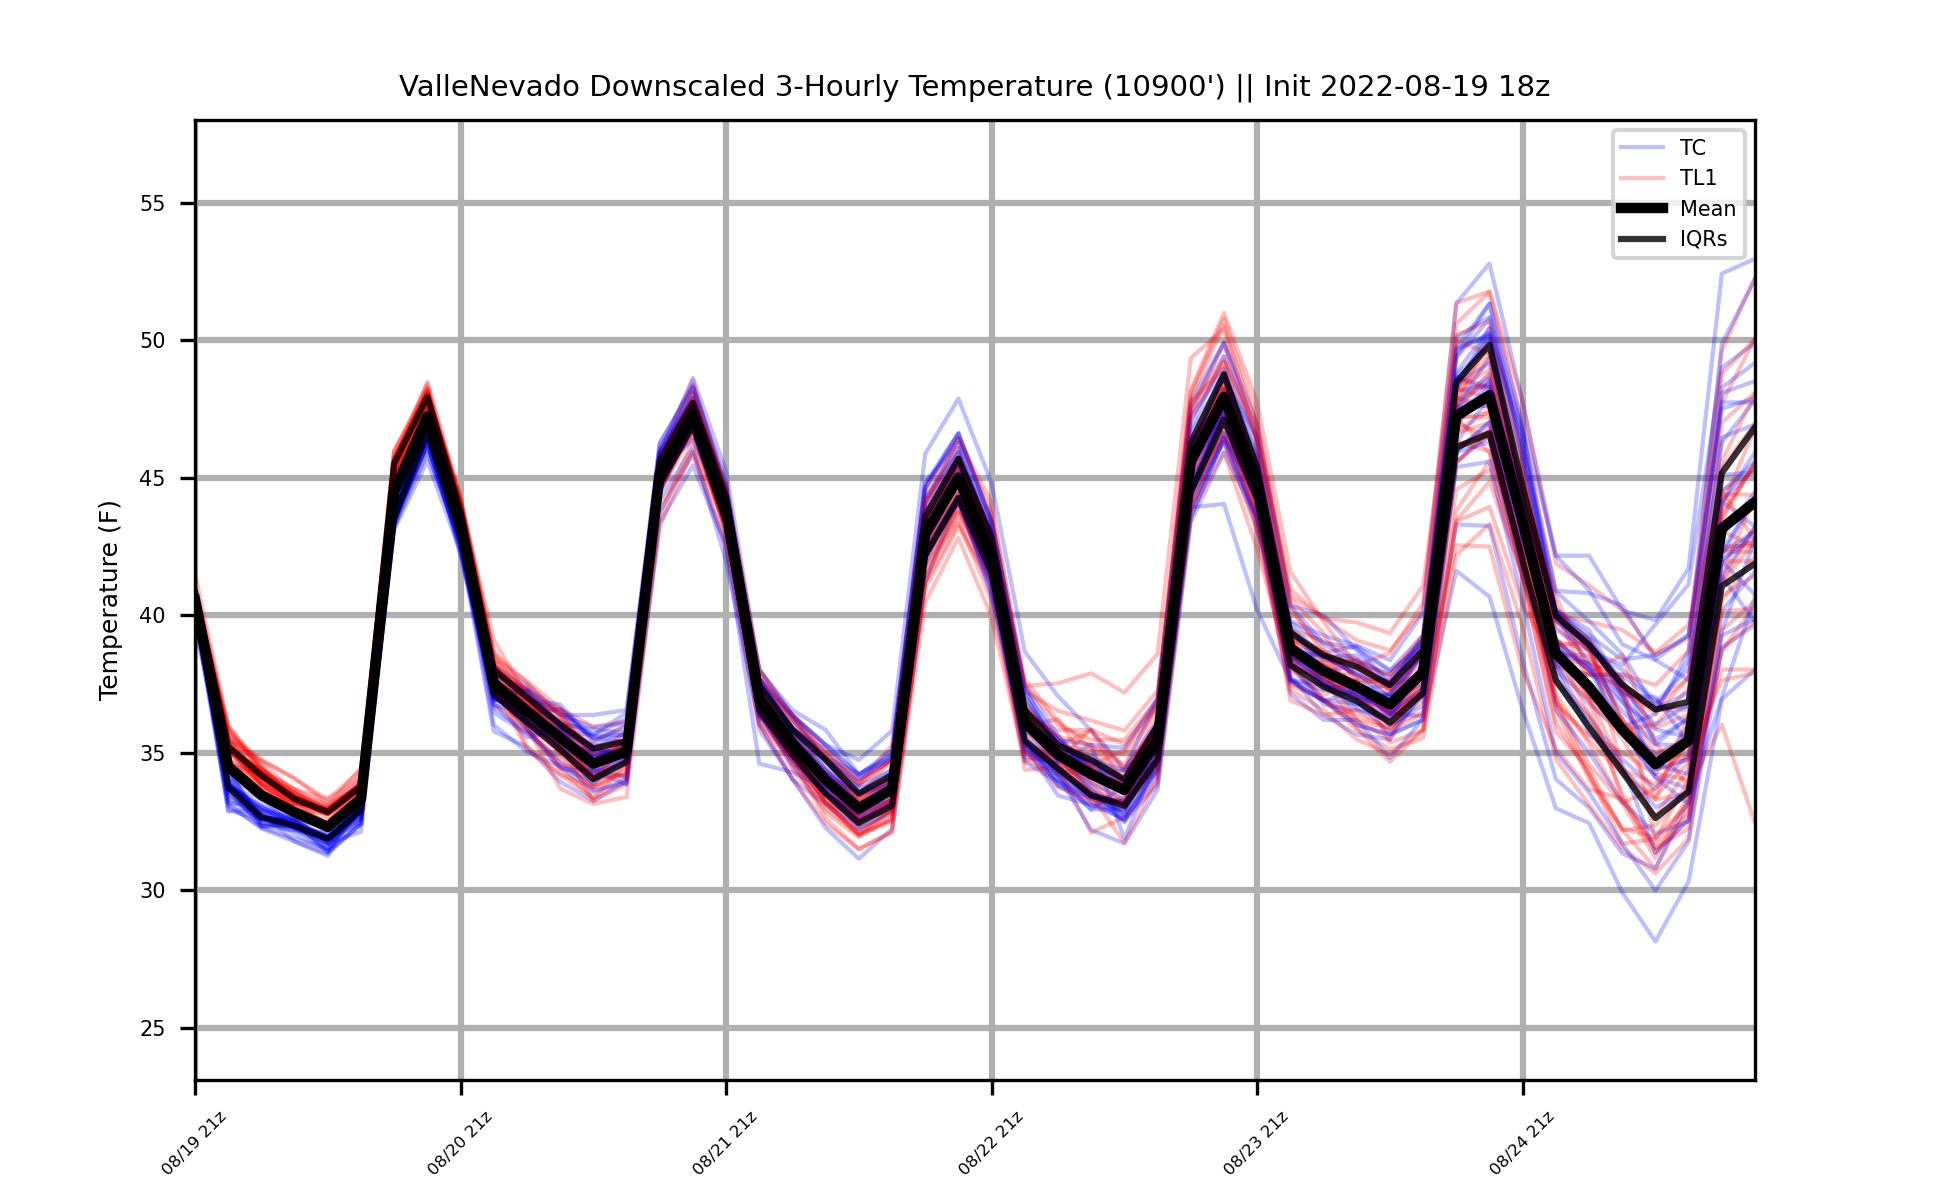 ValleNevado Downscaled 3-Hourly Temperature (10900') || Init 2022-08-19 18z
TC
TL1
Mean
IQRs
Temperature (F)
55
50
45
40
35
30
25
08/19 21z
08/20 21z
08/21 21z
08/22 21z
08/23 21z
08/24 21z